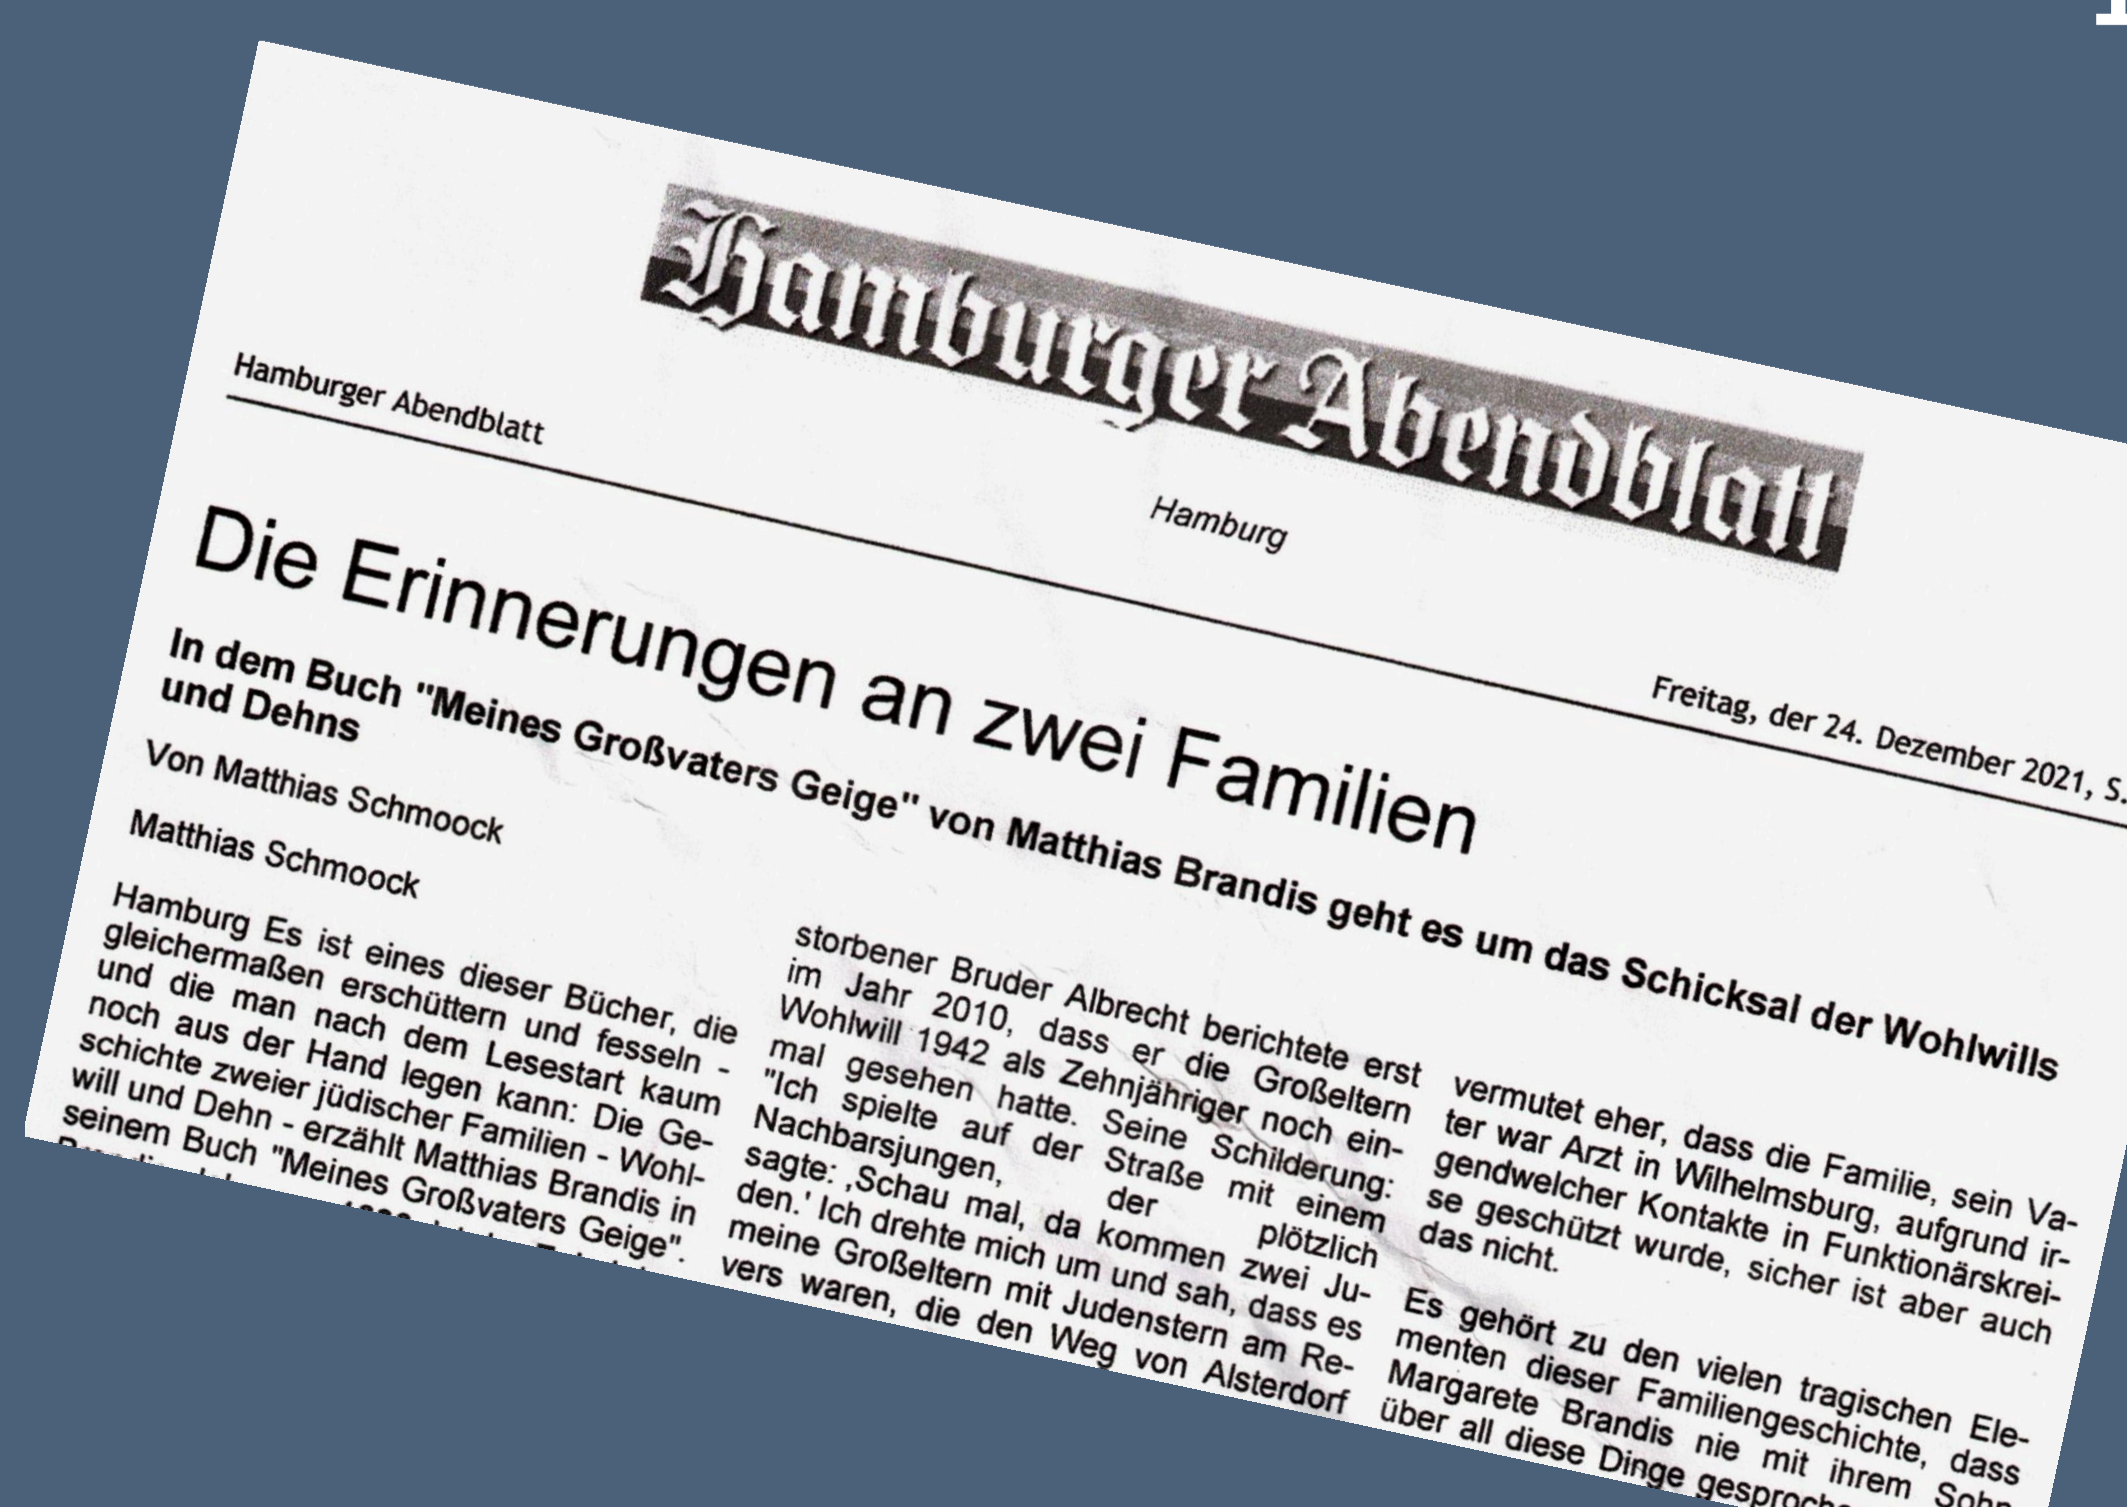 Hamburger Abendblatt
Hamburger Abendblatt
Hamburg
Freitag, der 24. Dezember 2021, S.
Die Erinnerungen an zwei Familien
In dem Buch "Meines Großvaters Geige" von Matthias Brandis geht es um das Schicksal der Wohlwills
und Dehns
Von Matthias Schmoock
Matthias Schmoock
Hamburg Es ist eines dieser Bücher, die
gleichermaßen erschüttern und fesseln -
und die man nach dem Lesestart kaum
noch aus der Hand legen kann: Die Ge-
schichte zweier jüdischer Familien - Wohl-
will und Dehn - erzählt Matthias Brandis in
seinem Buch "Meines Großvaters Geige".
storbener Bruder Albrecht berichtete erst
im Jahr 2010, dass er die Großeltern
Wohlwill 1942 als Zehnjähriger noch ein-
mal gesehen hatte. Seine Schilderung:
"Ich spielte auf der Straße mit einem
Nachbarsjungen, der plötzlich
sagte: ,Schau mal, da kommen zwei Ju-
den.' Ich drehte mich um und sah, dass es
meine Großeltern mit Judenstern am Re-
vers waren, die den Weg von Alsterdorf
vermutet eher, dass die Familie, sein Va-
ter war Arzt in Wilhelmsburg, aufgrund ir-
gendwelcher Kontakte in Funktionärskrei-
se geschützt wurde, sicher ist aber auch
das nicht.
Es gehört zu den vielen tragischen Ele-
menten dieser Familiengeschichte, dass
Margarete Brandis nie mit ihrem
über all diese Dinge